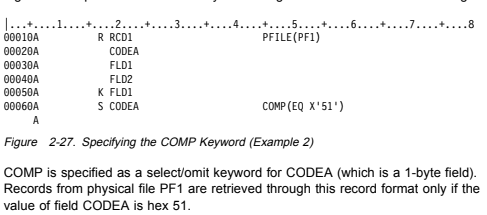 |...+....1....+....2....+....3....+....4....+....5....+....6....+....7....+....8
00010A          R RCD1                      PFILE(PF1)
00020A            CODEA
00030A            FLD1
00040A            FLD2
00050A          K FLD1
00060A          S CODEA                     COMP(EQ X'51')
     A
Figure 2-27. Specifying the COMP Keyword (Example 2)
COMP is specified as a select/omit keyword for CODEA (which is a 1-byte field).
Records from physical file PF1 are retrieved through this record format only if the
value of field CODEA is hex 51.